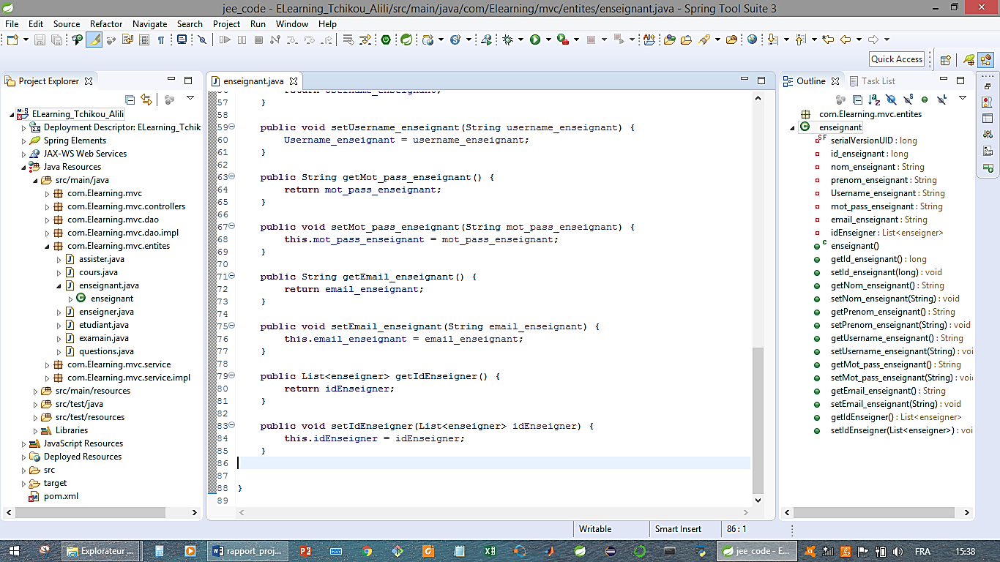 jee_code - ELearning_Tchikou_Alili/src/main/java/com/Elearning/mvc/entites/enseignant.java - Spring Tool Suite 3
File Edit Source Refactor Navigate Search Project Run Window Help
Quick Access
Project Explorer
ELearning_Tchikou_Alili
Deployment Descriptor: ELearning_Tchik
Spring Elements
JAX-WS Web Services
Java Resources
src/main/java
com.Elearning.mvc
com.Elearning.mvc.controllers
com.Elearning.mvc.dao
com.Elearning.mvc.dao.impl
com.Elearning.mvc.entites
assister.java
cours.java
enseignant.java
enseignant
enseigner.java
etudiant.java
examain.java
questions.java
com.Elearning.mvc.service
com.Elearning.mvc.service.impl
src/main/resources
src/test/java
src/test/resources
Libraries
JavaScript Resources
Deployed Resources
src
target
pom.xml
enseignant.java
57 }
58
59 public void setUsername_enseignant(String username_enseignant) {
60 Username_enseignant = username_enseignant;
61 }
62
63 public String getMot_pass_enseignant() {
64 return mot_pass_enseignant;
65 }
66
67 public void setMot_pass_enseignant(String mot_pass_enseignant) {
68 this.mot_pass_enseignant = mot_pass_enseignant;
69 }
70
71 public String getEmail_enseignant() {
72 return email_enseignant;
73 }
74
75 public void setEmail_enseignant(String email_enseignant) {
76 this.email_enseignant = email_enseignant;
77 }
78
79 public List<enseigner> getIdEnseigner() {
80 return idEnseigner;
81 }
82
83 public void setIdEnseigner(List<enseigner> idEnseigner) {
84 this.idEnseigner = idEnseigner;
85 }
86
87
88 }
89
Outline Task List
com.Elearning.mvc.entites
enseignant
serialVersionUID : long
id_enseignant : long
nom_enseignant : String
prenom_enseignant : String
Username_enseignant : String
mot_pass_enseignant : String
email_enseignant : String
idEnseigner : List<enseigner>
enseignant()
getId_enseignant() : long
setId_enseignant(long) : void
getNom_enseignant() : String
setNom_enseignant(String) : void
getPrenom_enseignant() : String
setPrenom_enseignant(String) : void
getUsername_enseignant() : String
setUsername_enseignant(String) : voi
getMot_pass_enseignant() : String
setMot_pass_enseignant(String) : voi
getEmail_enseignant() : String
setEmail_enseignant(String) : void
getIdEnseigner() : List<enseigner>
setIdEnseigner(List<enseigner>) : voi
Writable Smart Insert 86 : 1
Explorateur ... rapport_proj... jee_code - E... FRA 15:38